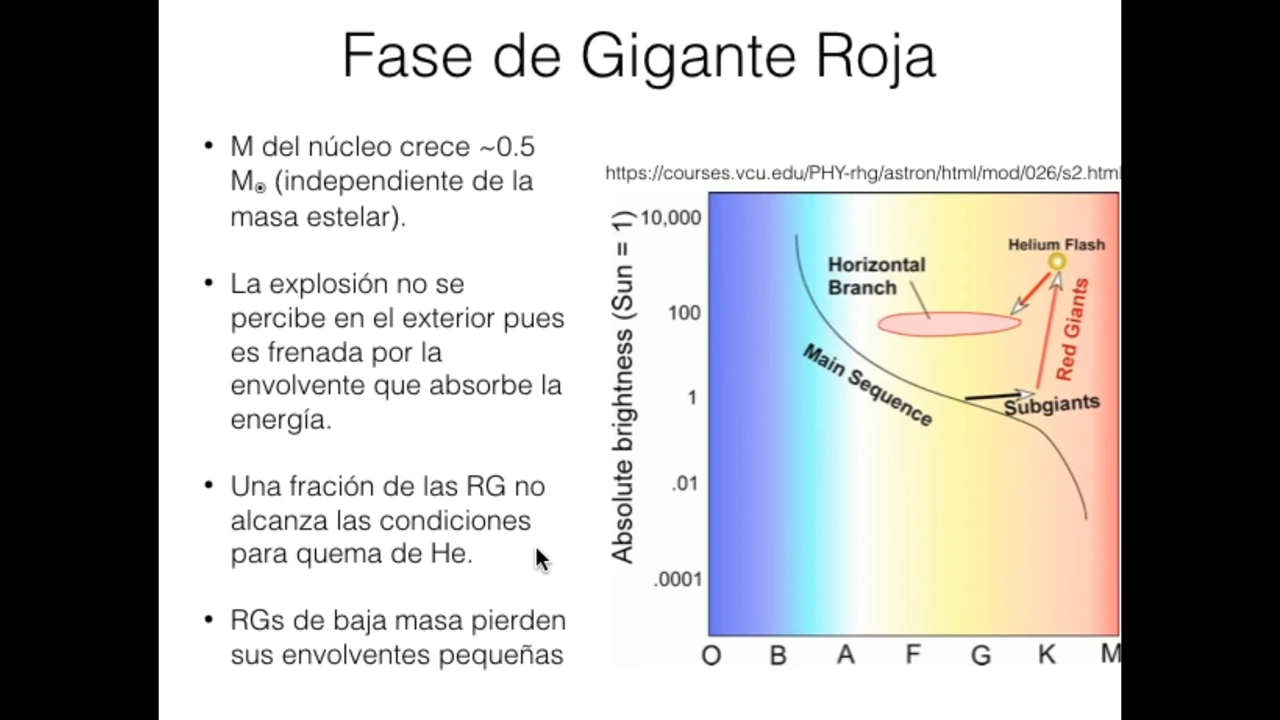 Fase de Gigante Roja
• M del núcleo crece ~0.5
M⊙ (independiente de la
masa estelar).
• La explosión no se
percibe en el exterior pues
es frenada por la
envolvente que absorbe la
energía.
• Una fración de las RG no
alcanza las condiciones
para quema de He.
• RGs de baja masa pierden
sus envolventes pequeñas
https://courses.vcu.edu/PHY-rhg/astron/html/mod/026/s2.html
Absolute brightness (Sun = 1)
10,000
100
1
.01
.0001
Helium Flash
Horizontal
Branch
Red Giants
Main Sequence
Subgiants
O B A F G K M